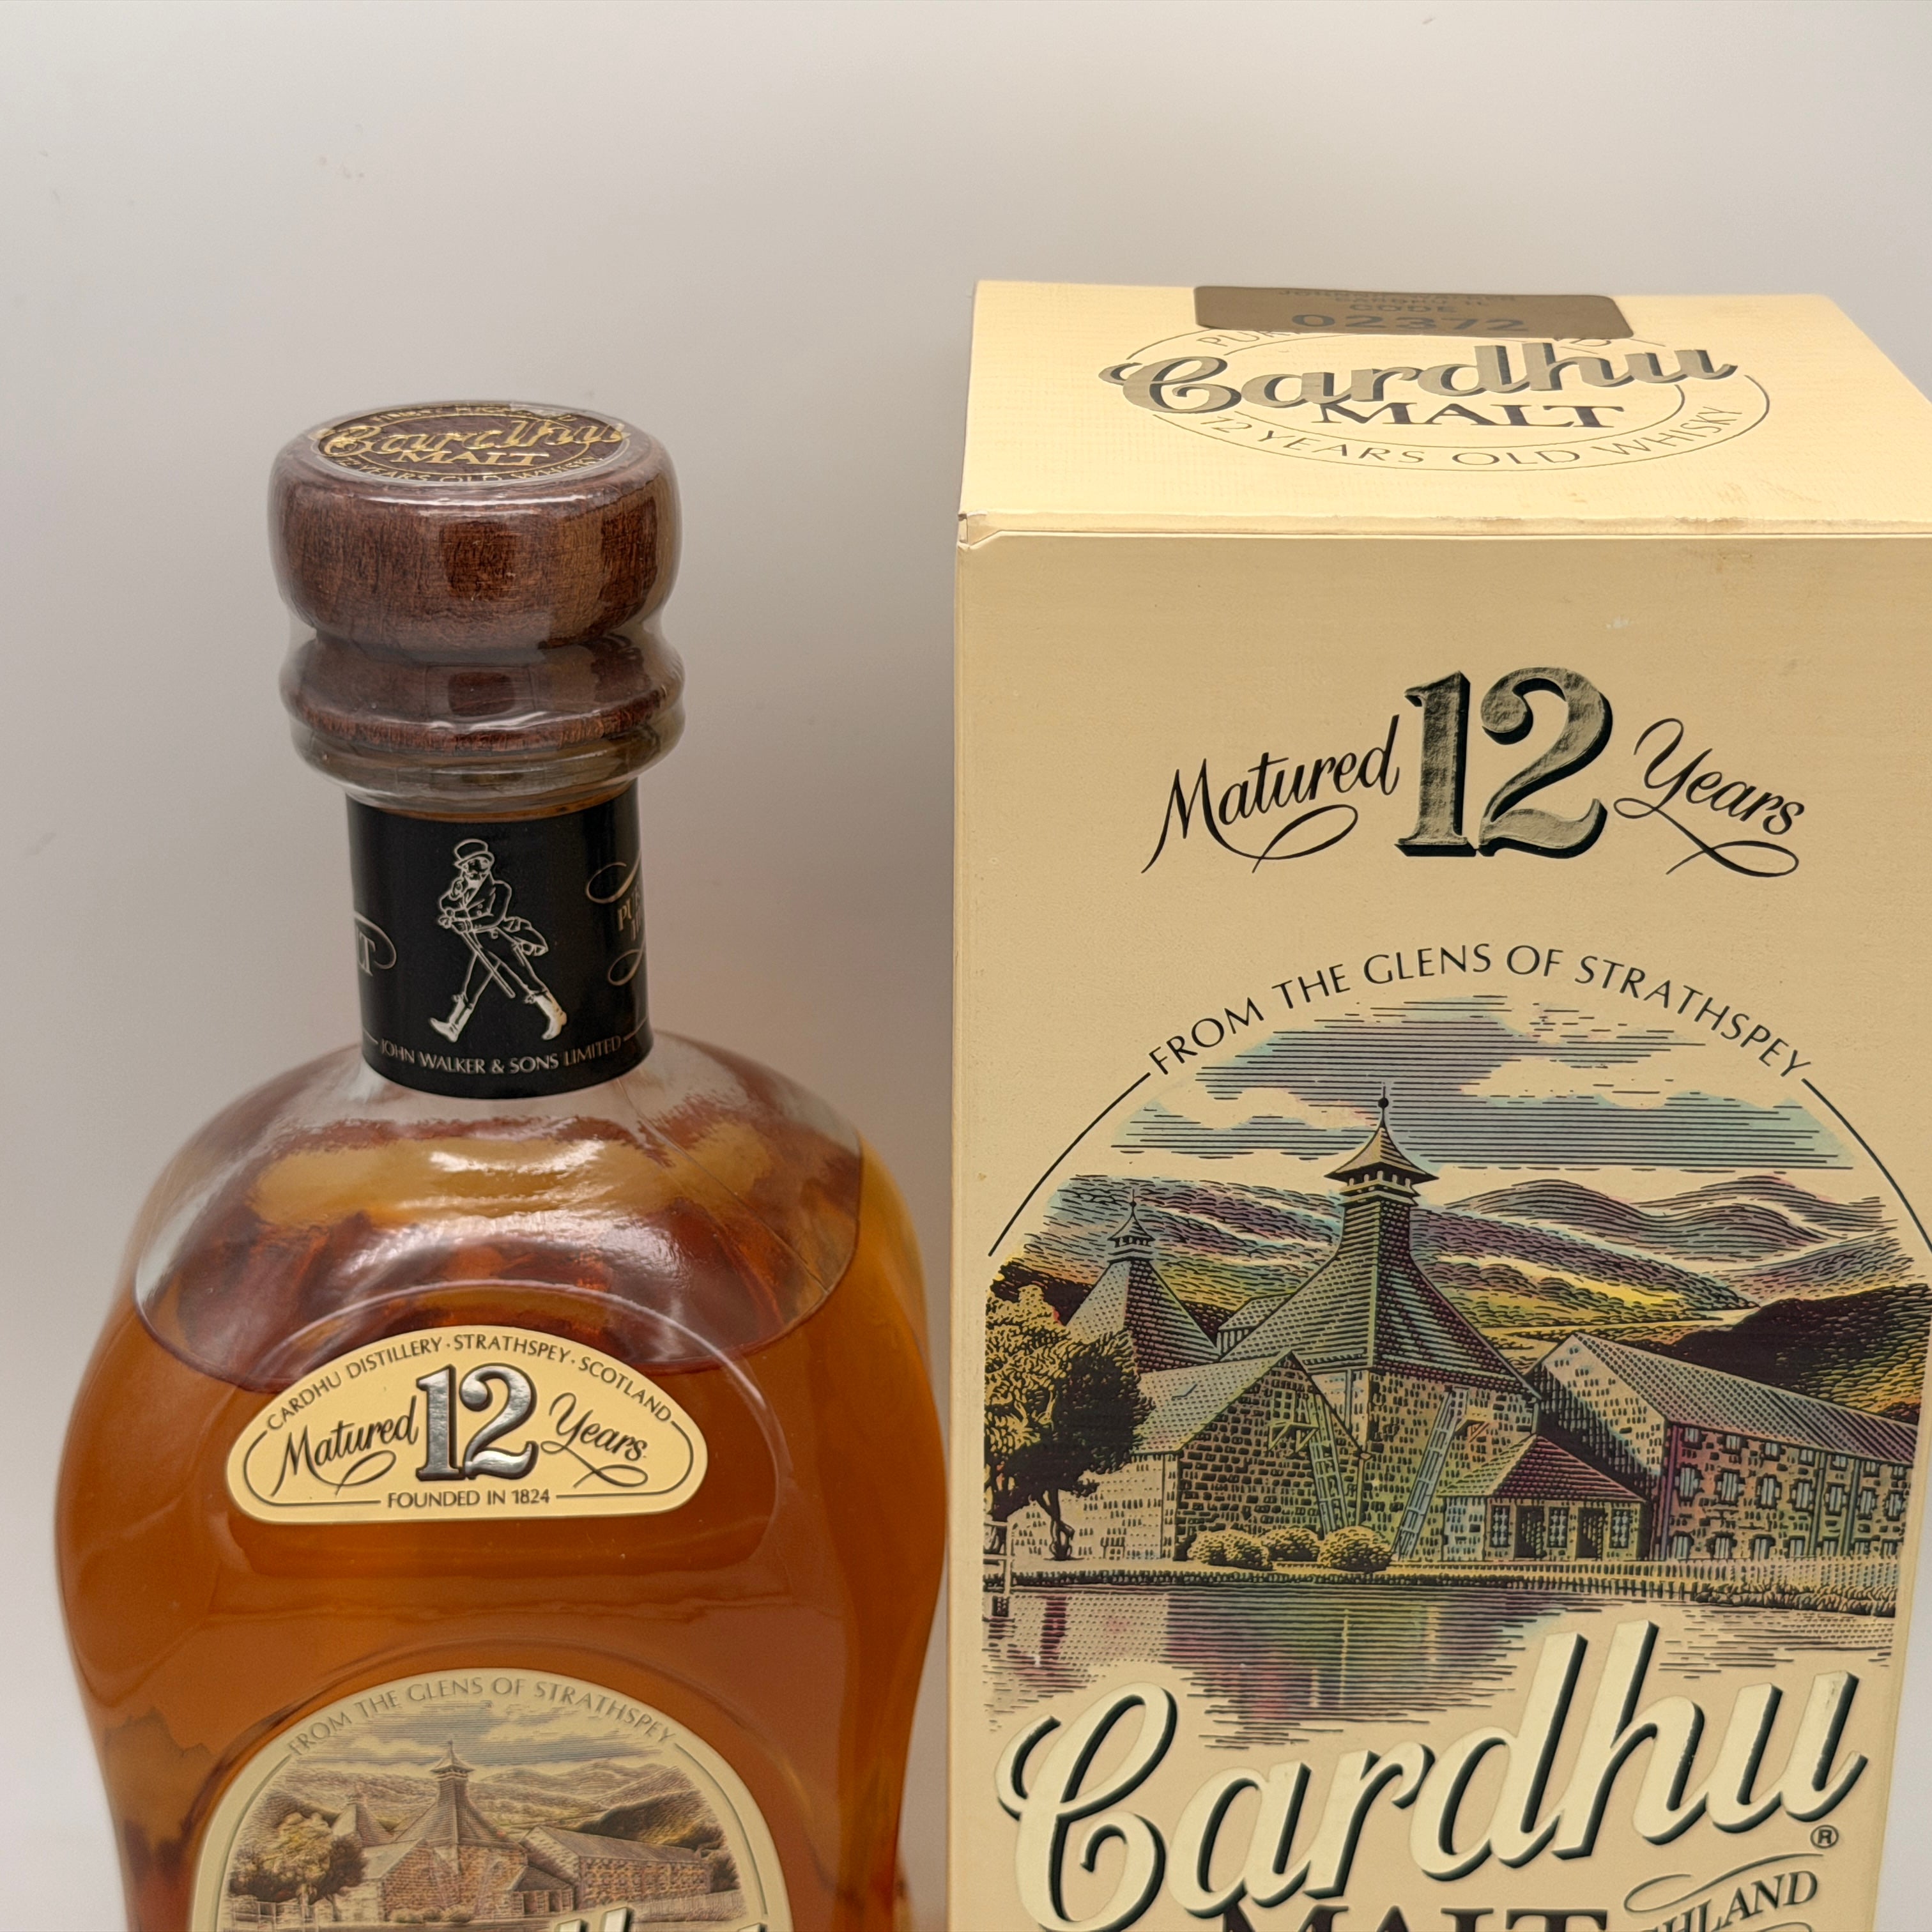 Cardhu
MALT
YEARS OLD WHISKY
JOHN WALKER & SONS LIMITED
CARDHU DISTILLERY · STRATHSPEY · SCOTLAND
Matured 12 Years
FOUNDED IN 1824
FROM THE GLENS OF STRATHSPEY
CODE
02372
Cardhu
MALT
12 YEARS OLD WHISKY
Matured 12 Years
FROM THE GLENS OF STRATHSPEY
Cardhu®
MALT